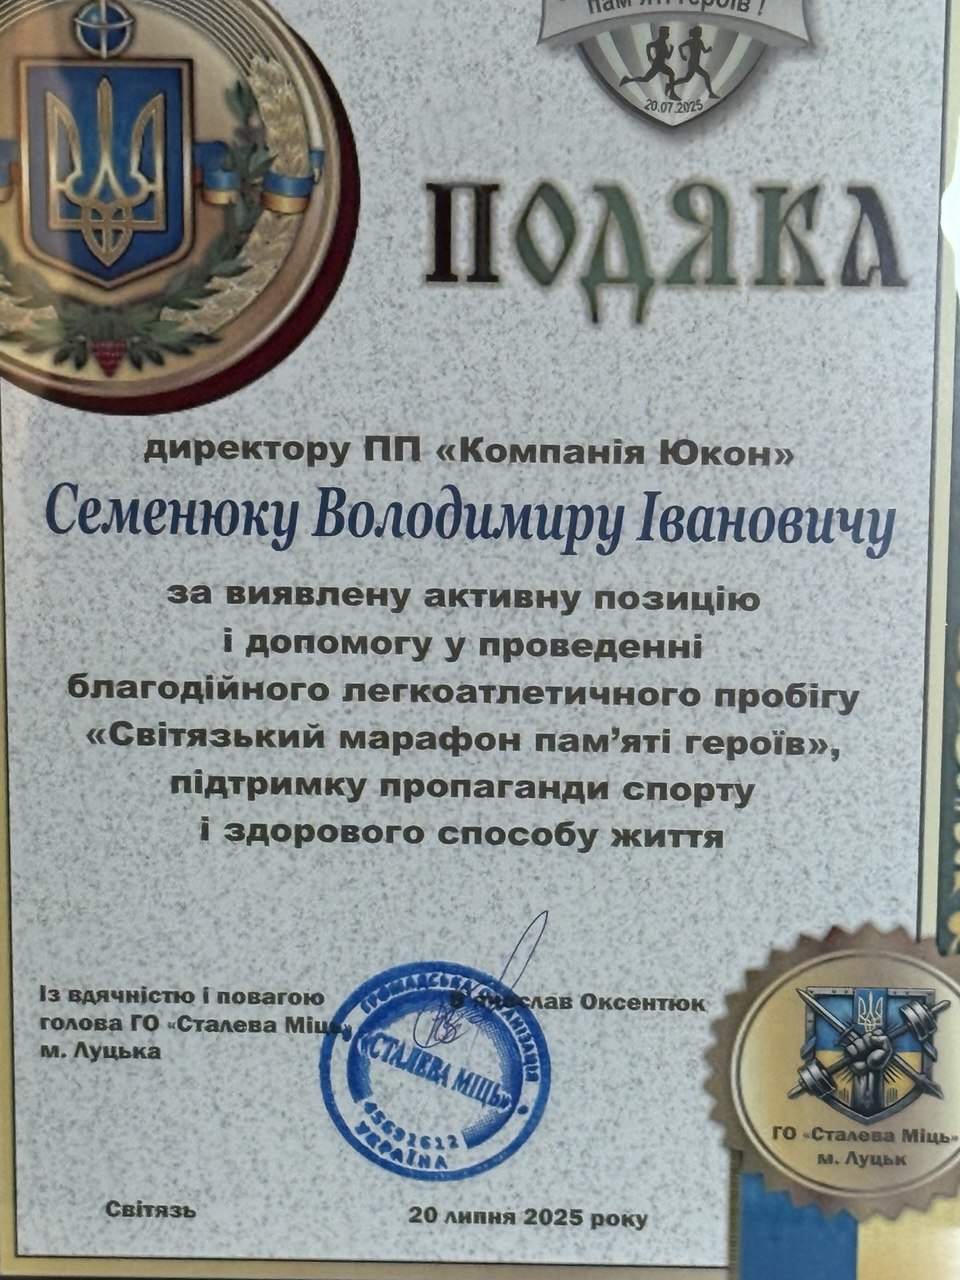 пам'яті героїв !
20.07.2025
ПОДЯКА
директору ПП «Компанія Юкон»
Семенюку Володимиру Івановичу
за виявлену активну позицію
і допомогу у проведенні
благодійного легкоатлетичного пробігу
«Світязький марафон пам’яті героїв»,
підтримку пропаганди спорту
і здорового способу життя
Із вдячністю і повагою
голова ГО «Сталева Міць»
м. Луцька
Оксентюк
ГРОМАДСЬКА ОРГАНІЗАЦІЯ
«СТАЛЕВА МІЦЬ»
45692612
УКРАЇНА
ГО «Сталева Міць»
м. Луцьк
Світязь
20 липня 2025 року